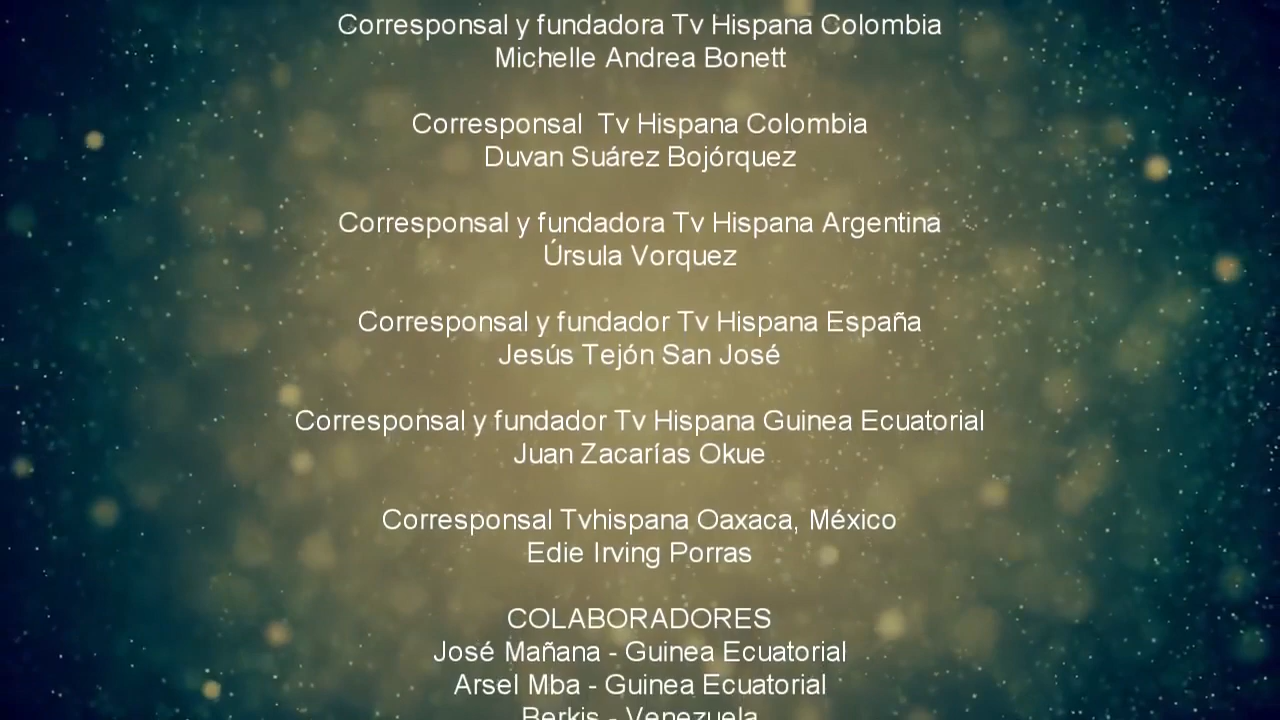 Corresponsal y fundadora Tv Hispana Colombia
Michelle Andrea Bonett
Corresponsal  Tv Hispana Colombia
Duvan Suárez Bojórquez
Corresponsal y fundadora Tv Hispana Argentina
Úrsula Vorquez
Corresponsal y fundador Tv Hispana España
Jesús Tejón San José
Corresponsal y fundador Tv Hispana Guinea Ecuatorial
Juan Zacarías Okue
Corresponsal Tvhispana Oaxaca, México
Edie Irving Porras
COLABORADORES
José Mañana - Guinea Ecuatorial
Arsel Mba - Guinea Ecuatorial
Berkis - Venezuela